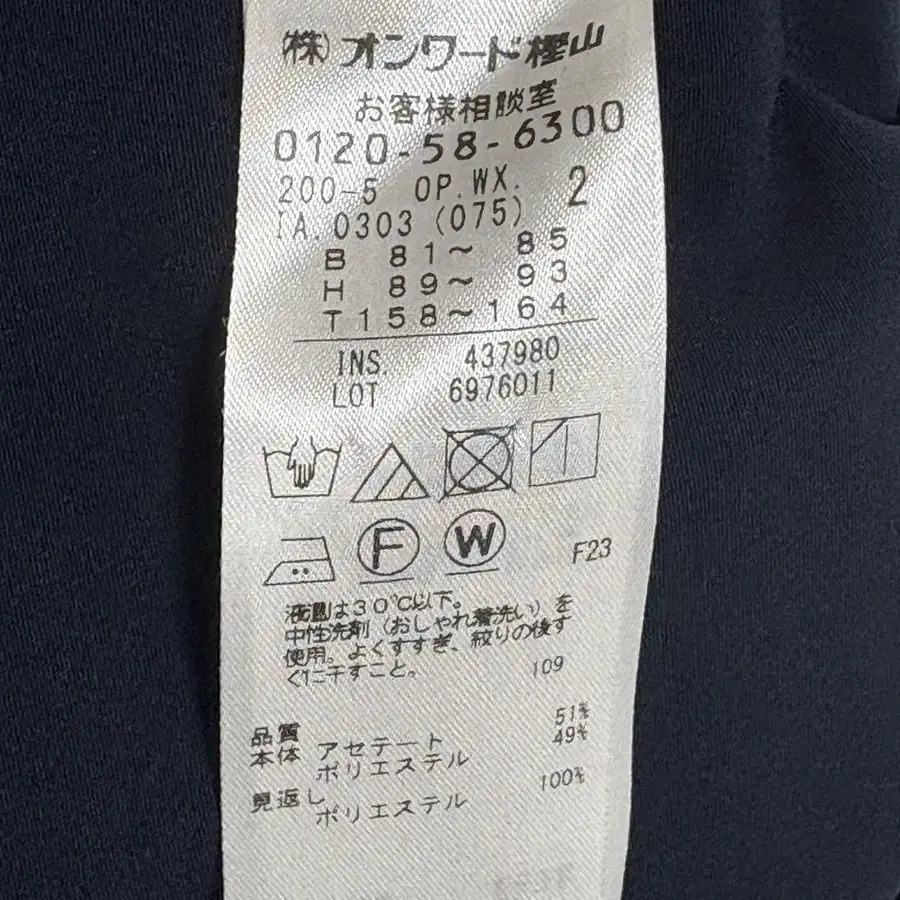 (株) オンワード樫山
お客様相談室
0120-58-6300
200-5 OP.WX. 2
IA.0303 (075)
B 81～ 85
H 89～ 93
T158～164
INS. 437980
LOT 6976011
F W F23
液温は30℃以下。
中性洗剤 (おしゃれ着洗い) を
使用。よくすすぎ、絞りの後す
ぐに干すこと。 109
品質
本体 アセテート 51%
ポリエステル 49%
見返し
ポリエステル 100%